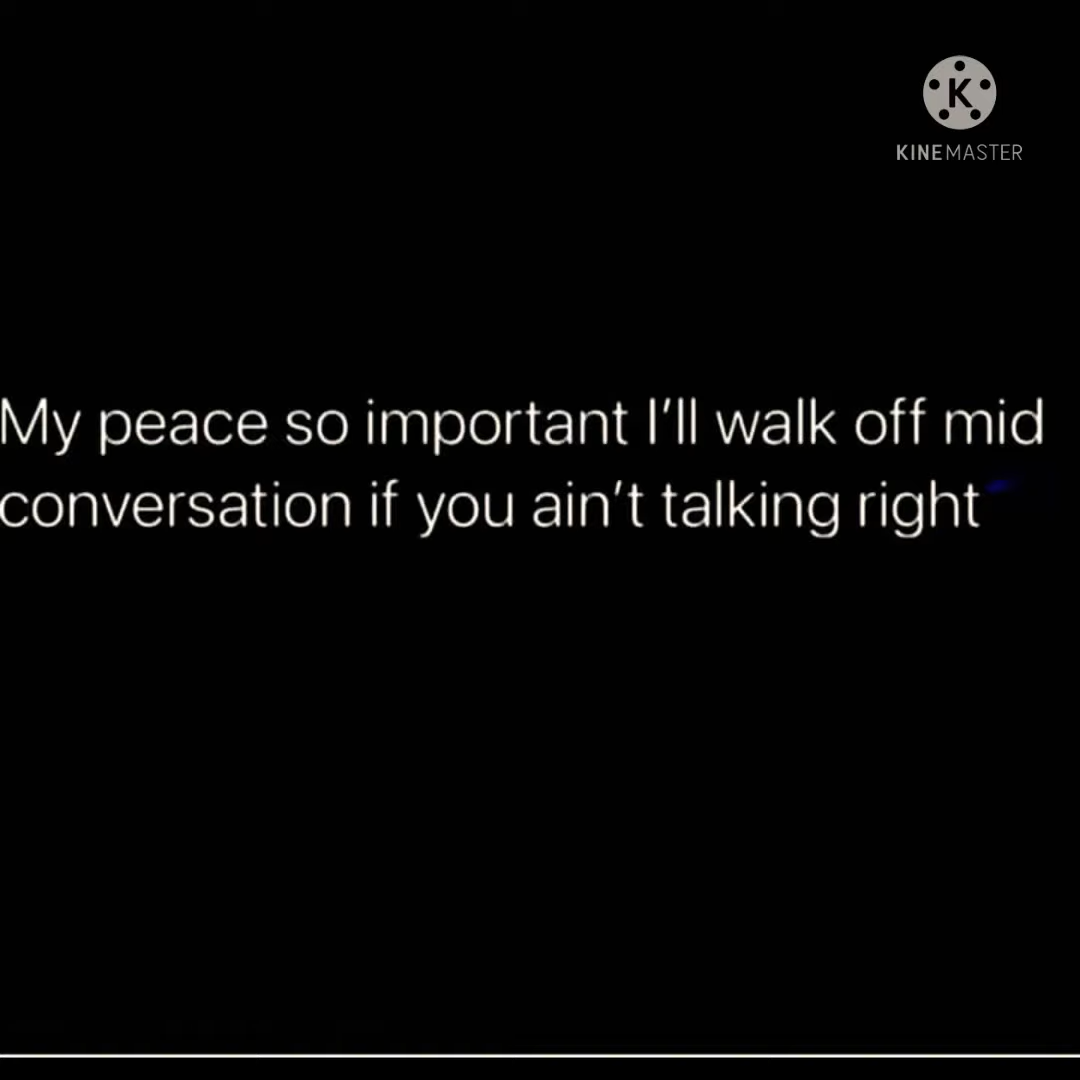 K
KINEMASTER
My peace so important I’ll walk off mid
conversation if you ain’t talking right